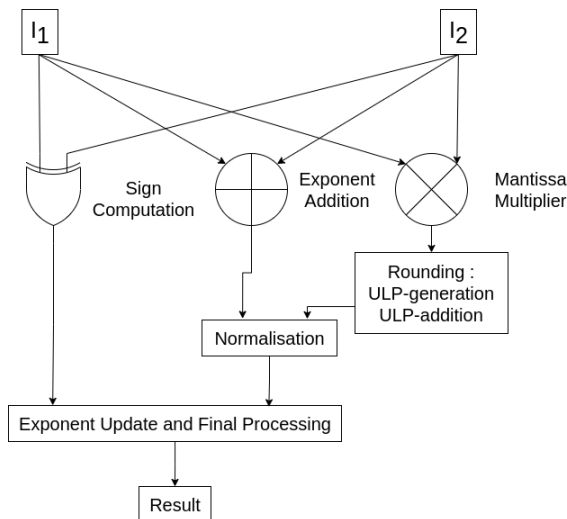 I1
I2
Sign
Computation
Exponent
Addition
Mantissa
Multiplier
Rounding :
ULP-generation
ULP-addition
Normalisation
Exponent Update and Final Processing
Result